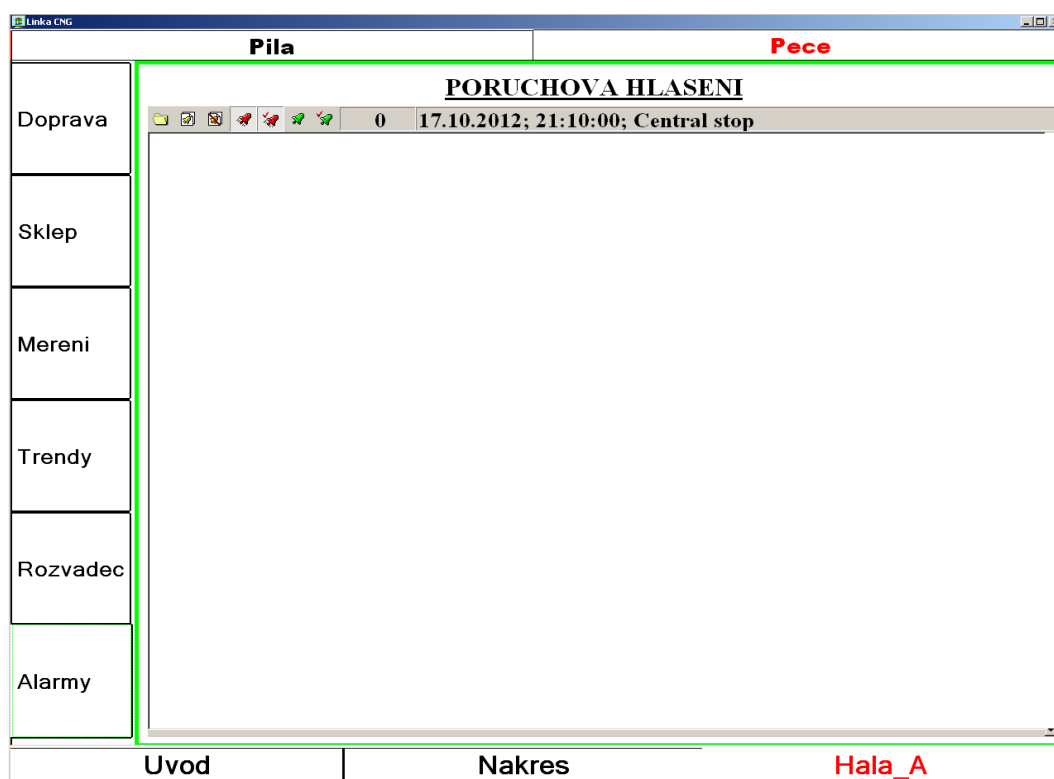 Linka CNG
Pila Pece
PORUCHOVA HLASENI
0 17.10.2012; 21:10:00; Central stop
Doprava
Sklep
Mereni
Trendy
Rozvadec
Alarmy
Uvod Nakres Hala_A